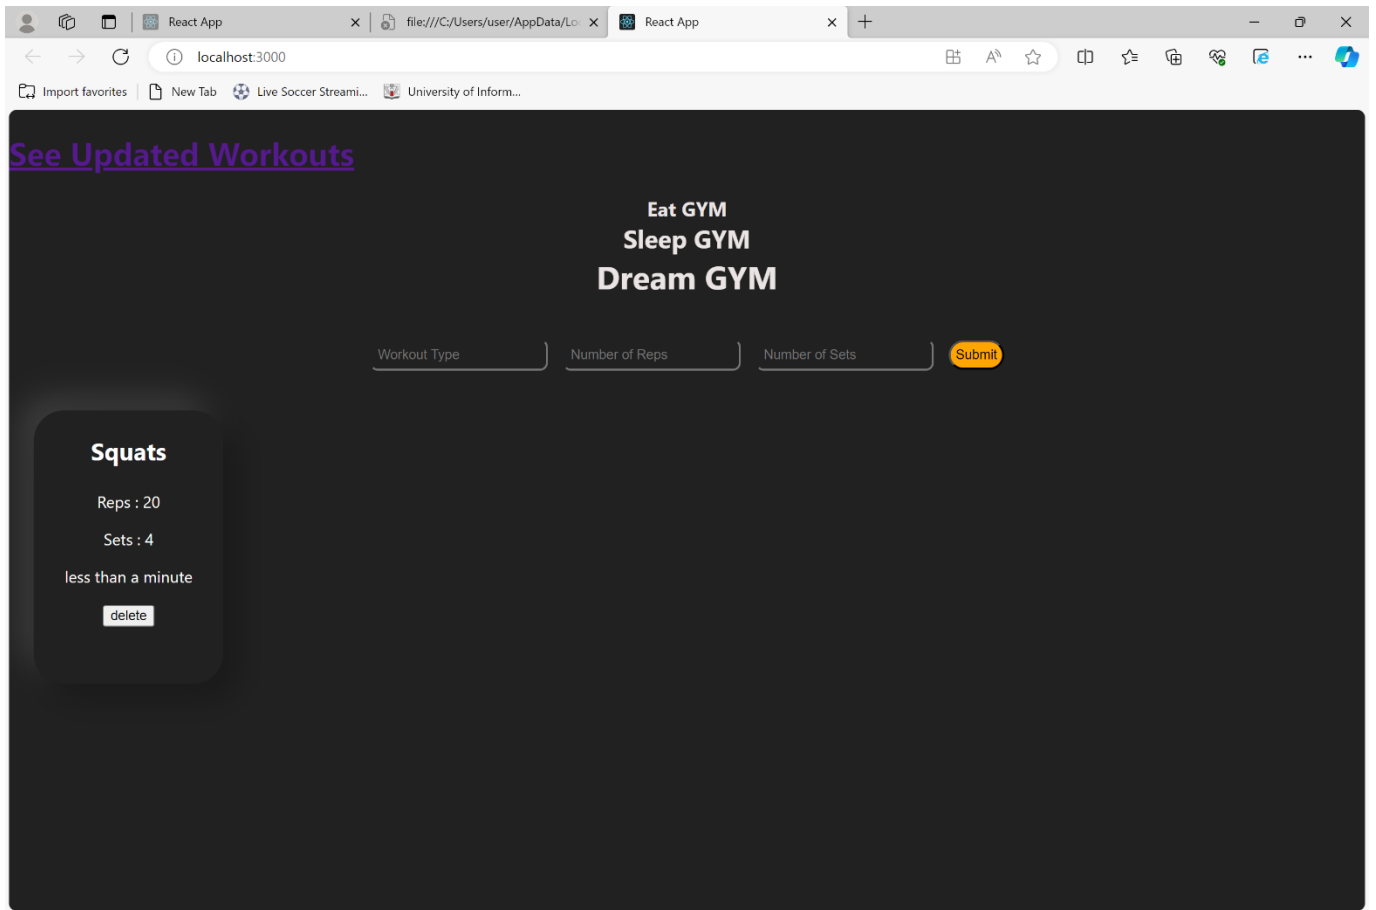 React App
file:///C:/Users/user/AppData/Loc
React App
localhost:3000
Import favorites
New Tab
Live Soccer Streami...
University of Inform...
See Updated Workouts
Eat GYM
Sleep GYM
Dream GYM
Workout Type
Number of Reps
Number of Sets
Submit
Squats
Reps : 20
Sets : 4
less than a minute
delete